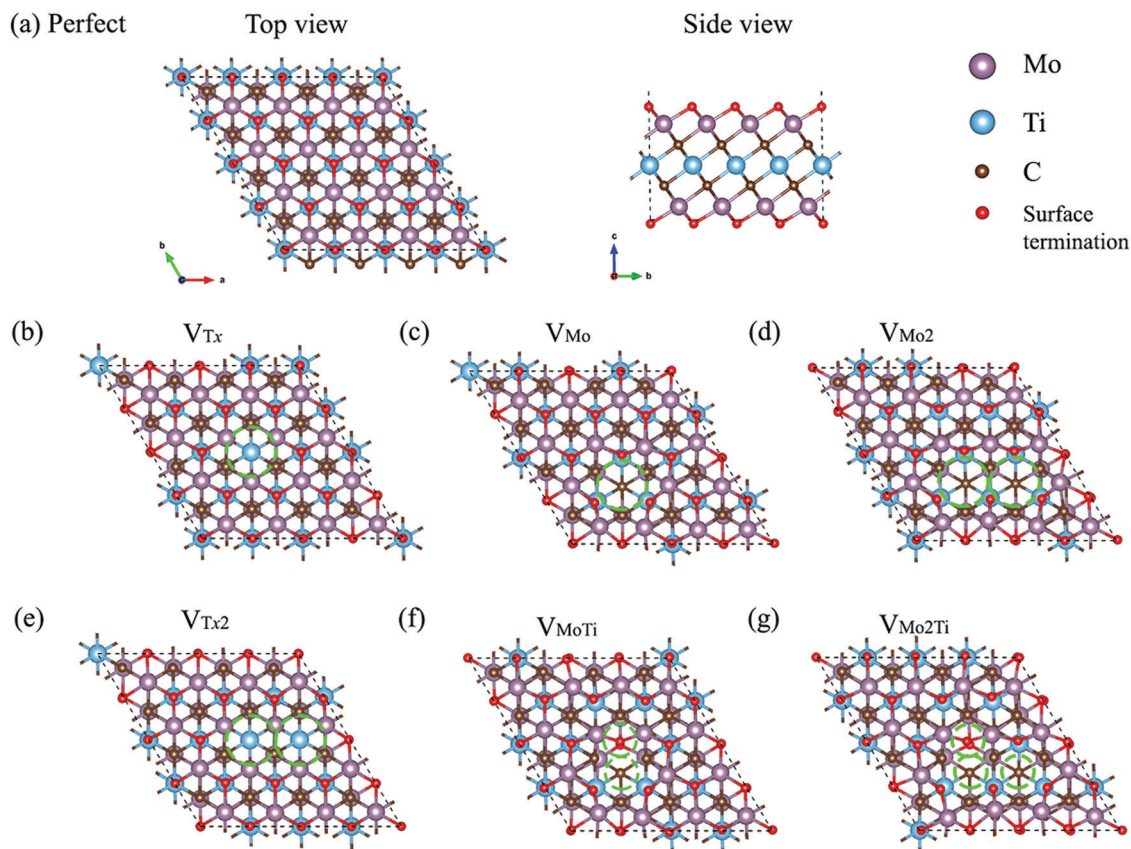 (a) Perfect Top view Side view
Mo
Ti
C
Surface
termination
b
a
c
b
(b) VTx (c) VMo (d) VMo2
(e) VTx2 (f) VMoTi (g) VMo2Ti